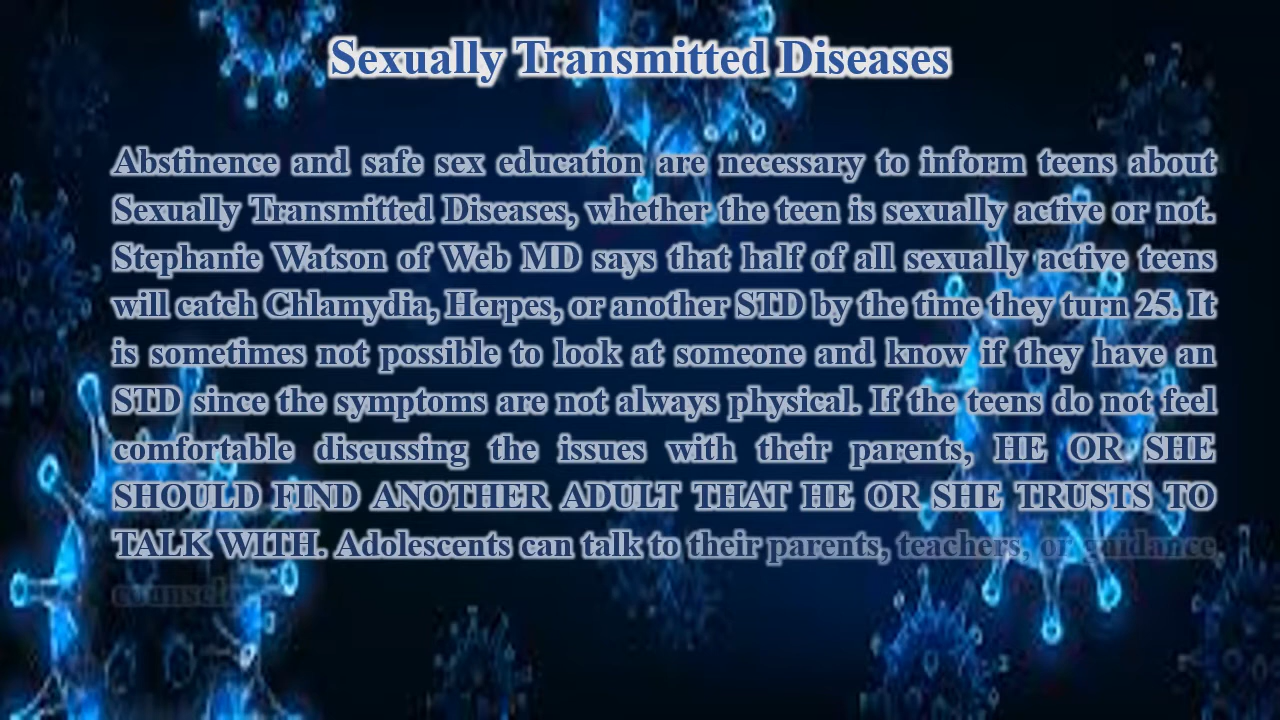 Sexually Transmitted Diseases
Abstinence and safe sex education are necessary to inform teens about
Sexually Transmitted Diseases, whether the teen is sexually active or not.
Stephanie Watson of Web MD says that half of all sexually active teens
will catch Chlamydia, Herpes, or another STD by the time they turn 25. It
is sometimes not possible to look at someone and know if they have an
STD since the symptoms are not always physical. If the teens do not feel
comfortable discussing the issues with their parents, HE OR SHE
SHOULD FIND ANOTHER ADULT THAT HE OR SHE TRUSTS TO
TALK WITH. Adolescents can talk to their parents, teachers, or guidance